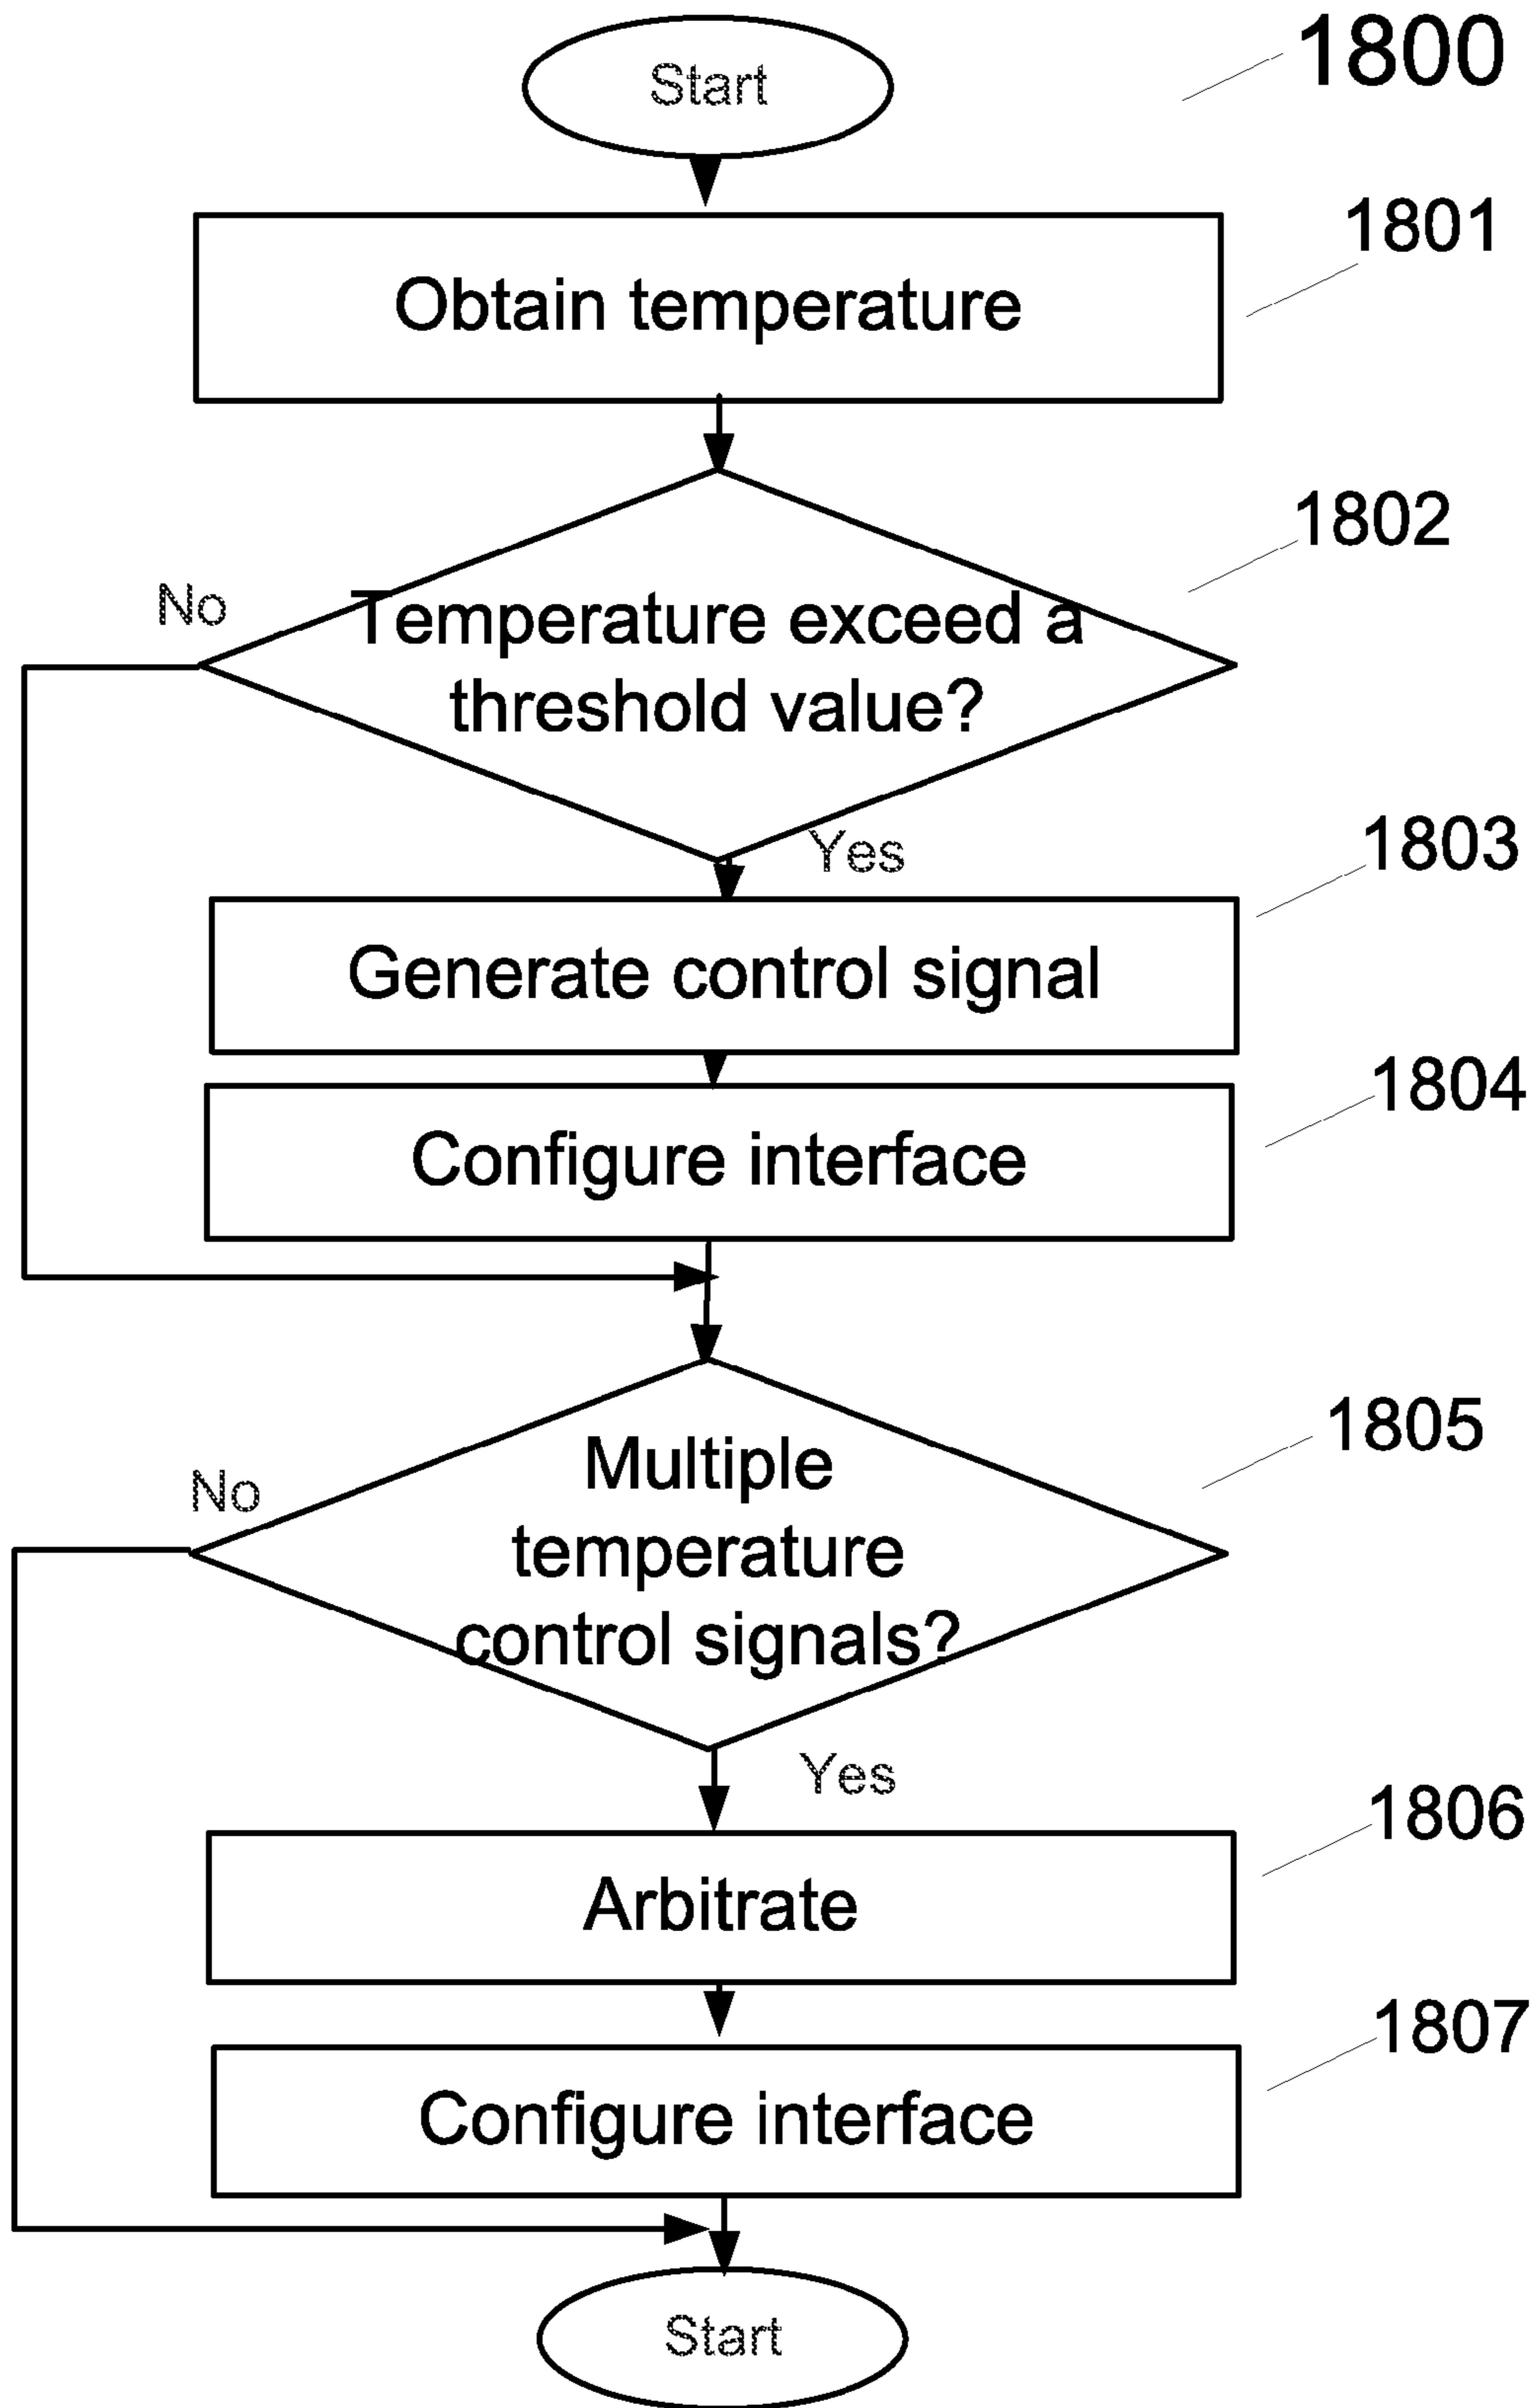 Start
1800
1801
Obtain temperature
1802
No
Temperature exceed a
threshold value?
Yes
1803
Generate control signal
1804
Configure interface
1805
No
Multiple
temperature
control signals?
Yes
1806
Arbitrate
1807
Configure interface
Start